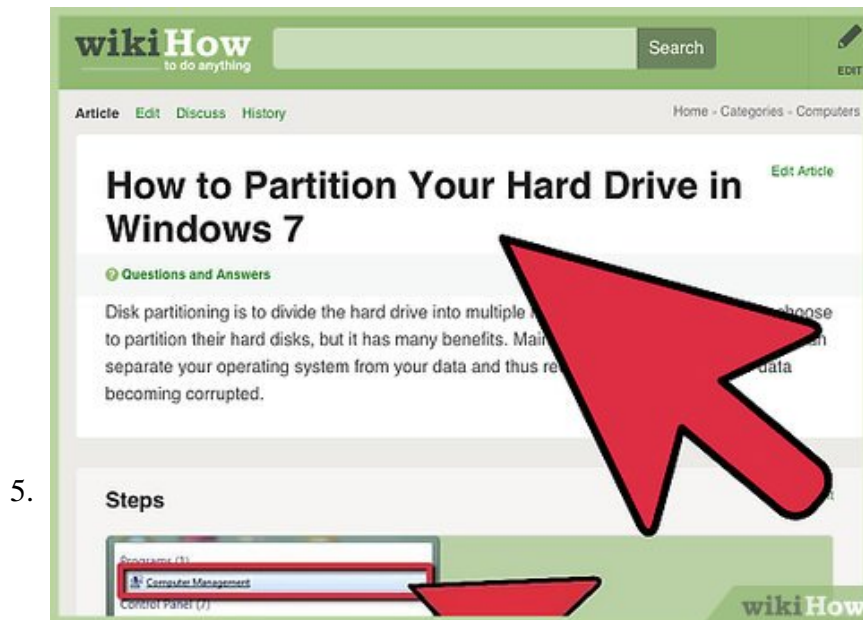 wikiHow
to do anything
Search
EDIT
Article Edit Discuss History
Home - Categories - Computers
How to Partition Your Hard Drive in
Windows 7
Edit Article
Questions and Answers
Disk partitioning is to divide the hard drive into multiple
choose
to partition their hard disks, but it has many benefits.
separate your operating system from your data and thus
data
becoming corrupted.
5.
Steps
Programs (1)
Computer Management
Control Panel (7)
wikiHow